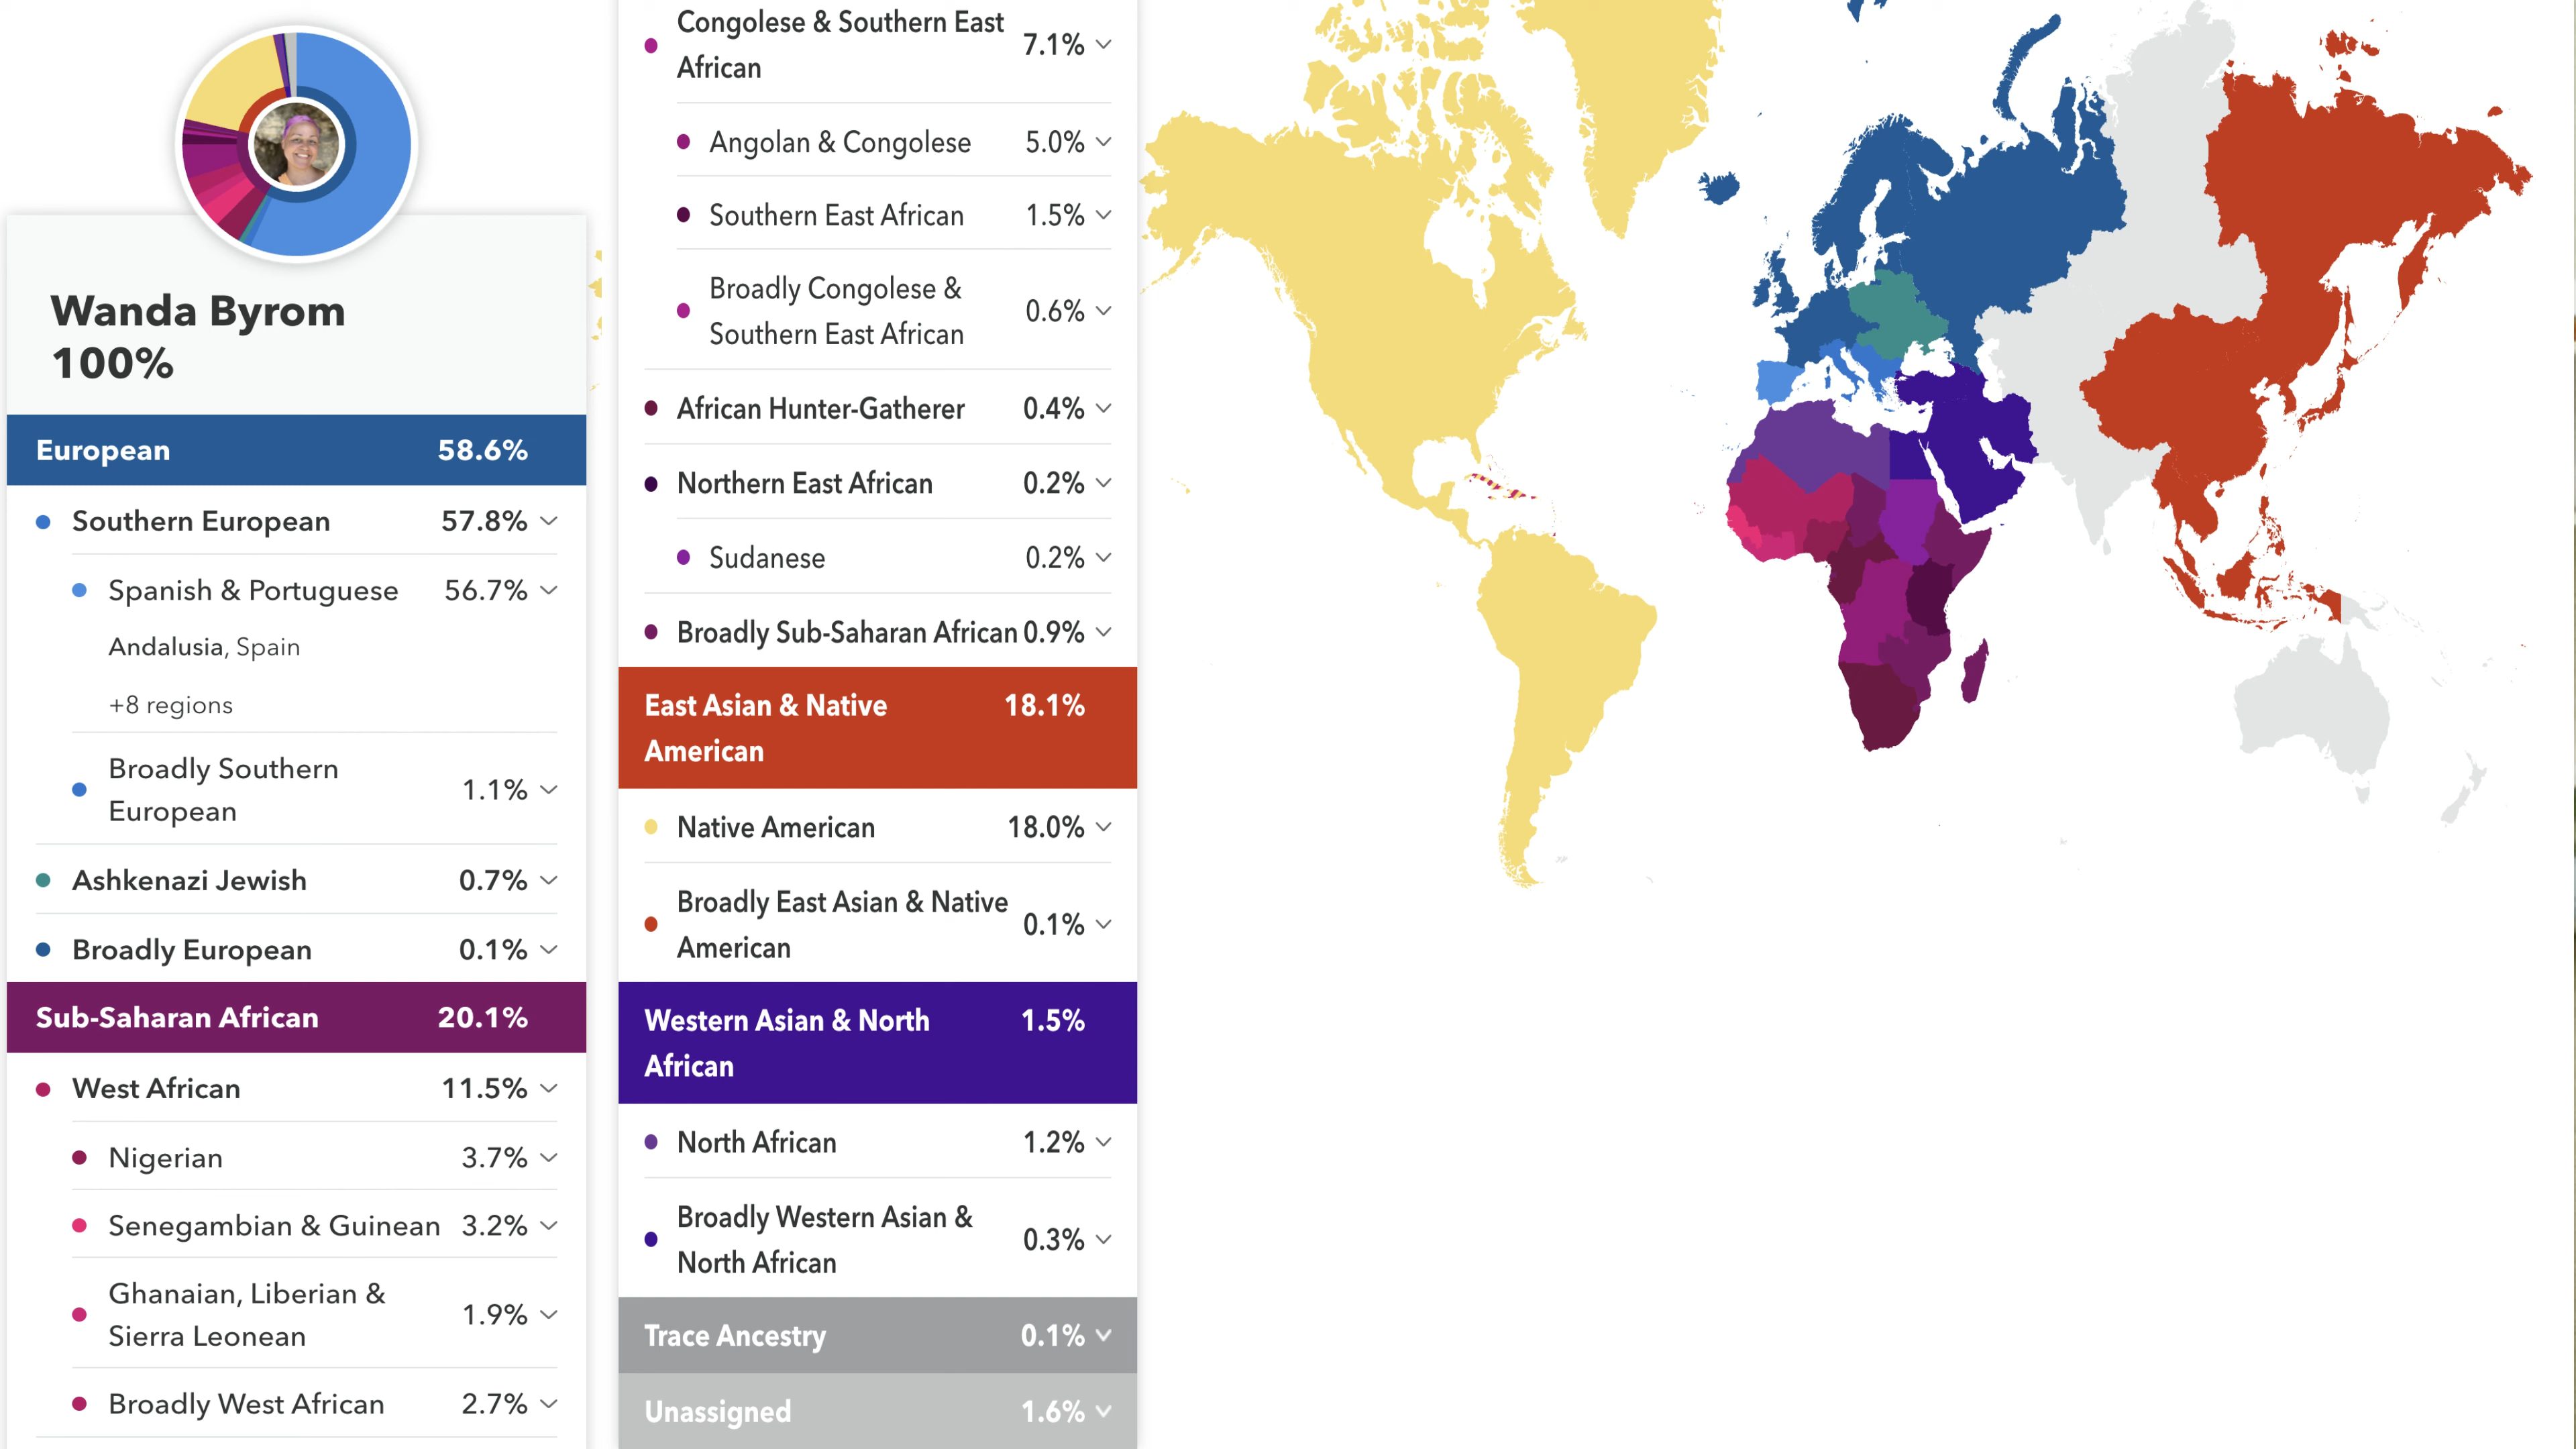 Wanda Byrom
100%
European 58.6%
Southern European 57.8%
Spanish & Portuguese 56.7%
Andalusia, Spain
+8 regions
Broadly Southern
European 1.1%
Ashkenazi Jewish 0.7%
Broadly European 0.1%
Sub-Saharan African 20.1%
West African 11.5%
Nigerian 3.7%
Senegambian & Guinean 3.2%
Ghanaian, Liberian &
Sierra Leonean 1.9%
Broadly West African 2.7%
Congolese & Southern East
African 7.1%
Angolan & Congolese 5.0%
Southern East African 1.5%
Broadly Congolese &
Southern East African 0.6%
African Hunter-Gatherer 0.4%
Northern East African 0.2%
Sudanese 0.2%
Broadly Sub-Saharan African 0.9%
East Asian & Native 18.1%
American
Native American 18.0%
Broadly East Asian & Native
American 0.1%
Western Asian & North 1.5%
African
North African 1.2%
Broadly Western Asian &
North African 0.3%
Trace Ancestry 0.1%
Unassigned 1.6%